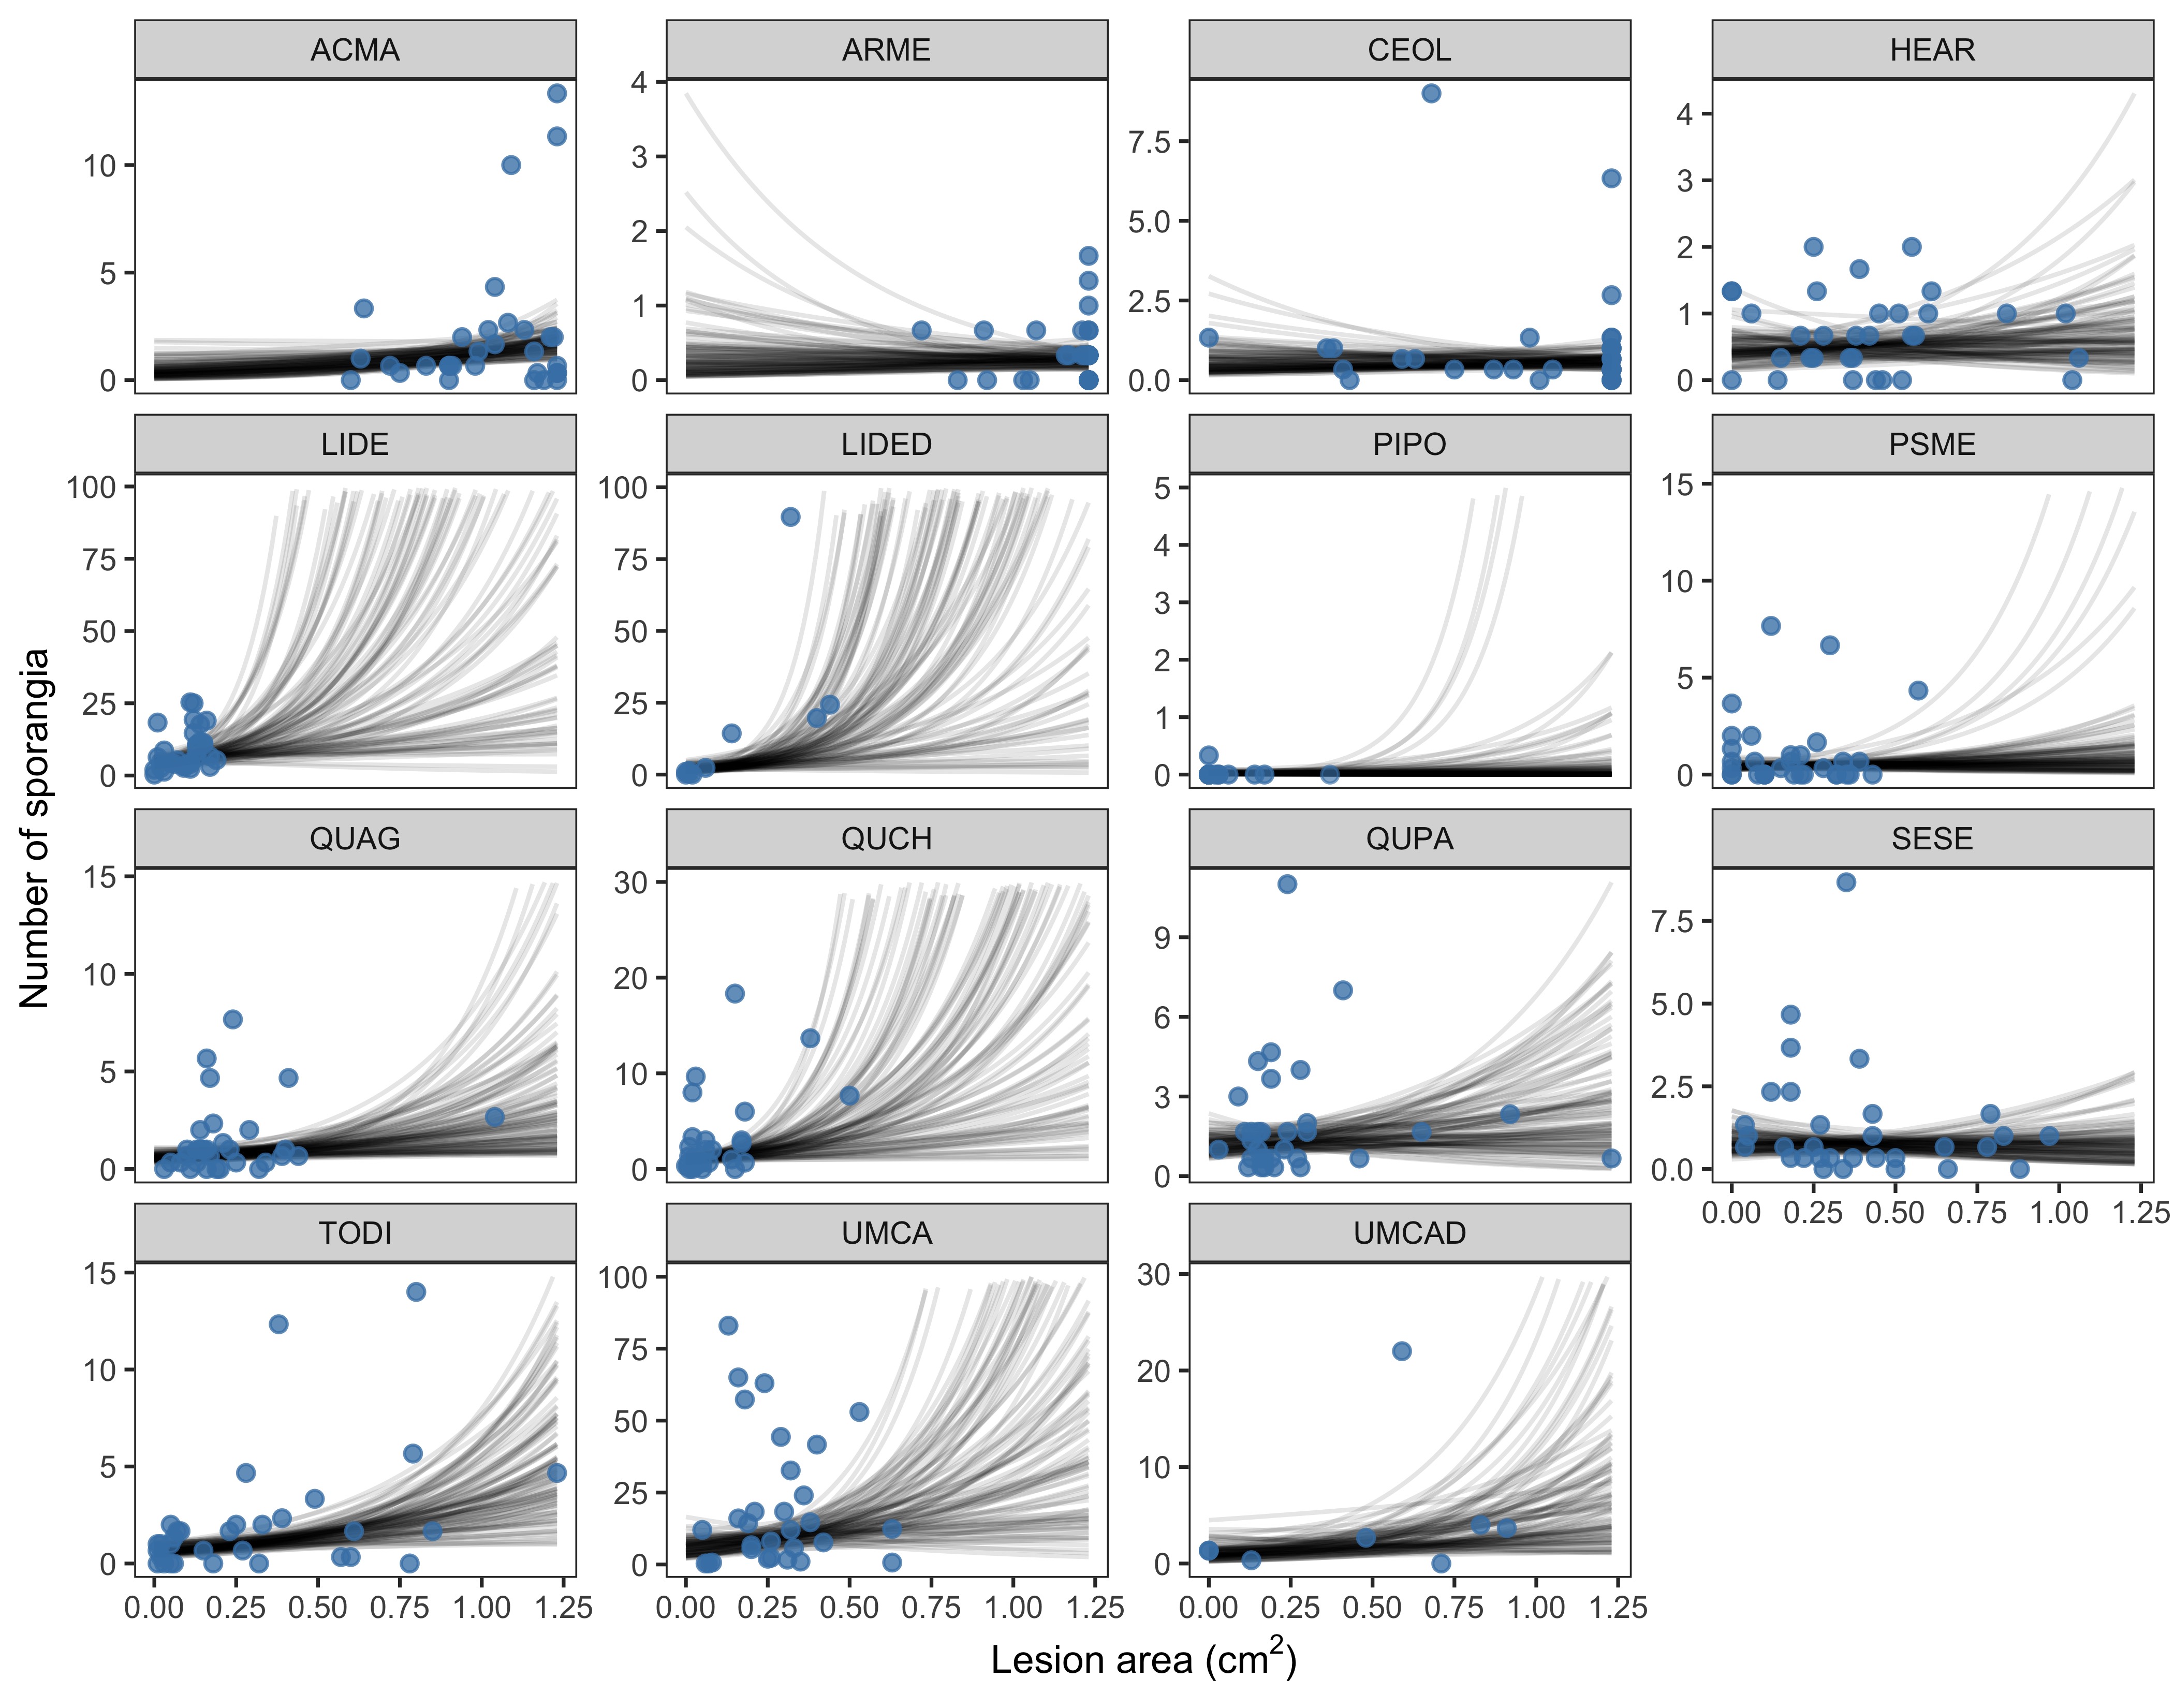 ACMA ARME CEOL HEAR
10 5 0
4 3 2 1 0
7.5 5.0 2.5 0.0
4 3 2 1 0
LIDE LIDED PIPO PSME
100 75 50 25 0
100 75 50 25 0
5 4 3 2 1 0
15 10 5 0
Number of sporangia
QUAG QUCH QUPA SESE
15 10 5 0
30 20 10 0
9 6 3 0
7.5 5.0 2.5 0.0
0.00 0.25 0.50 0.75 1.00 1.25
TODI UMCA UMCAD
15 10 5 0
100 75 50 25 0
30 20 10 0
0.00 0.25 0.50 0.75 1.00 1.25
0.00 0.25 0.50 0.75 1.00 1.25
0.00 0.25 0.50 0.75 1.00 1.25
Lesion area (cm²)